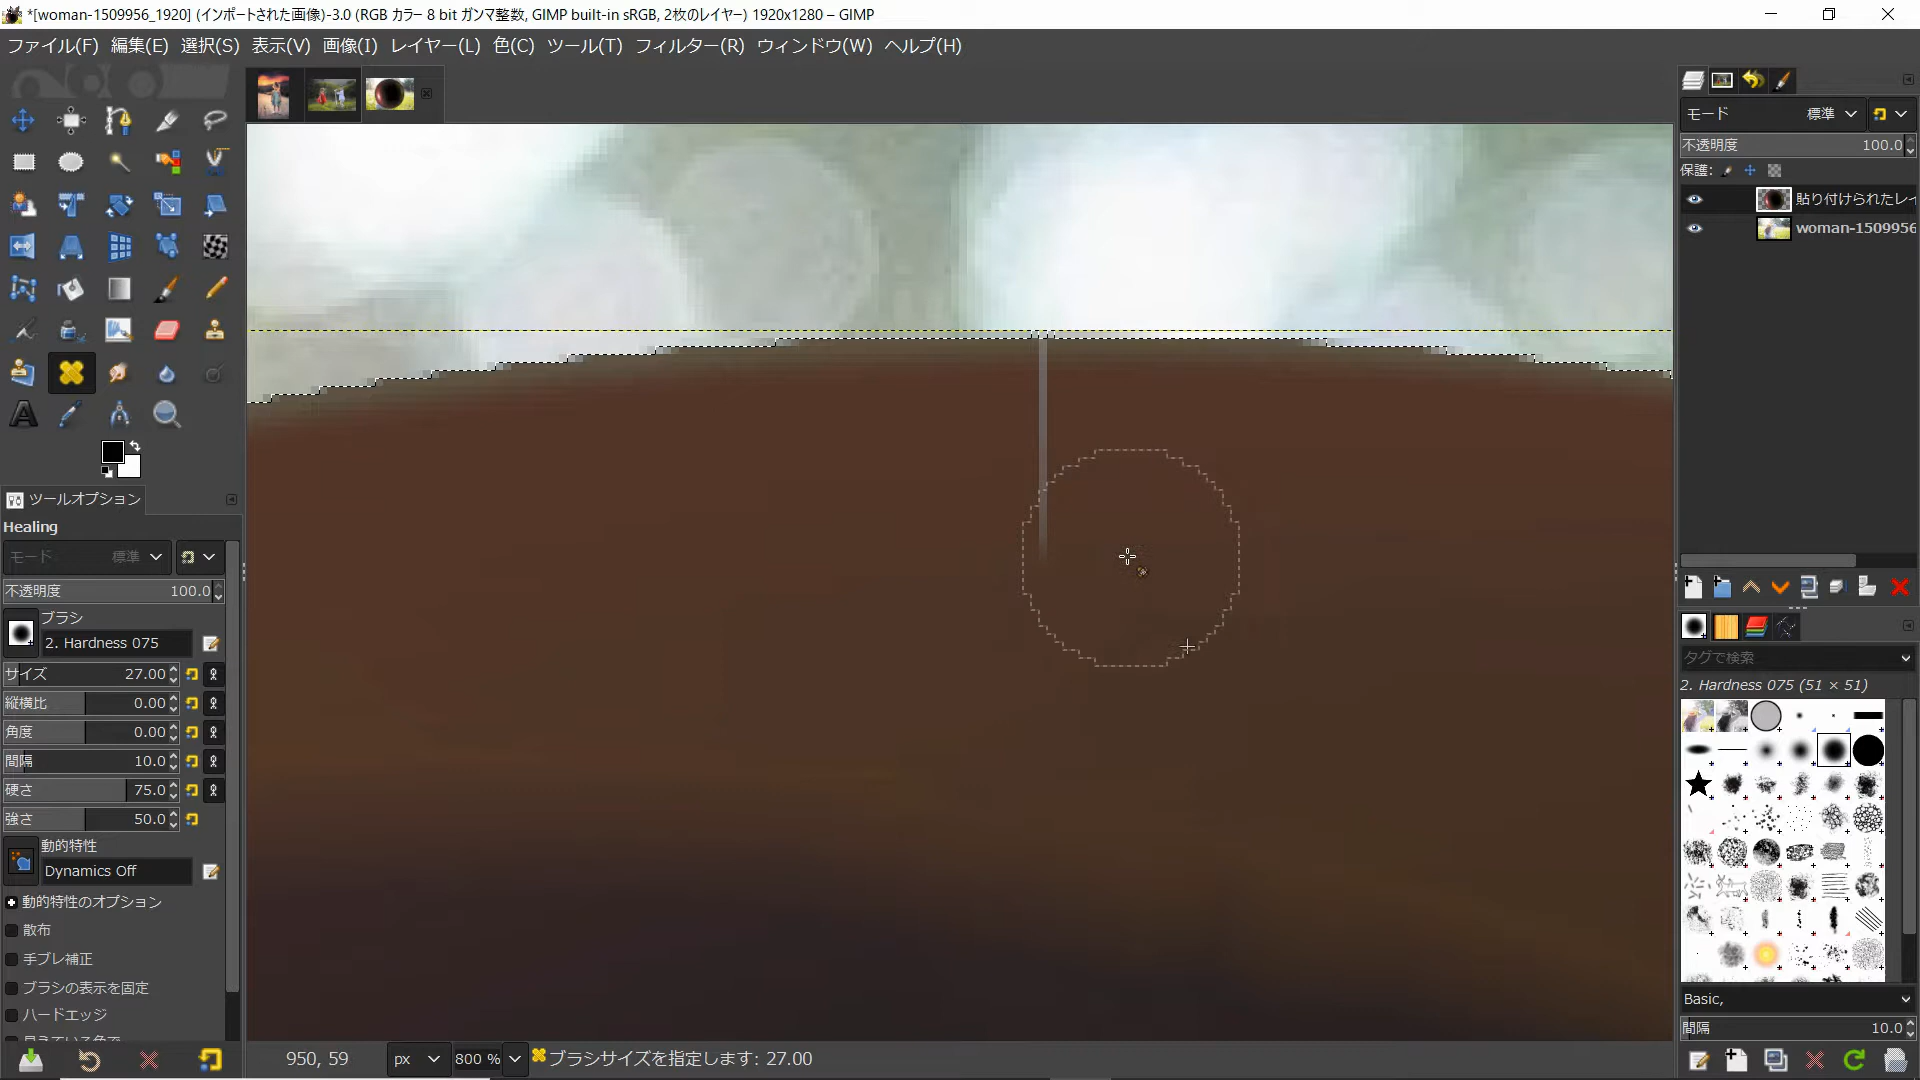 *[woman-1509956_1920] (インポートされた画像)-3.0 (RGB カラー 8 bit ガンマ整数, GIMP built-in sRGB, 2枚のレイヤー) 1920x1280 – GIMP
ファイル(F) 編集(E) 選択(S) 表示(V) 画像(I) レイヤー(L) 色(C) ツール(T) フィルター(R) ウィンドウ(W) ヘルプ(H)
ツールオプション
Healing
モード 標準
不透明度 100.0
ブラシ
2. Hardness 075
サイズ 27.00
縦横比 0.00
角度 0.00
間隔 10.0
硬さ 75.0
強さ 50.0
動的特性
Dynamics Off
動的特性のオプション
散布
手ブレ補正
ブラシの表示を固定
ハードエッジ
950, 59 px 800 % ブラシサイズを指定します: 27.00
モード 標準
不透明度 100.0
保護:
貼り付けられたレイ
woman-1509956
タグで検索
2. Hardness 075 (51 × 51)
Basic,
間隔 10.0